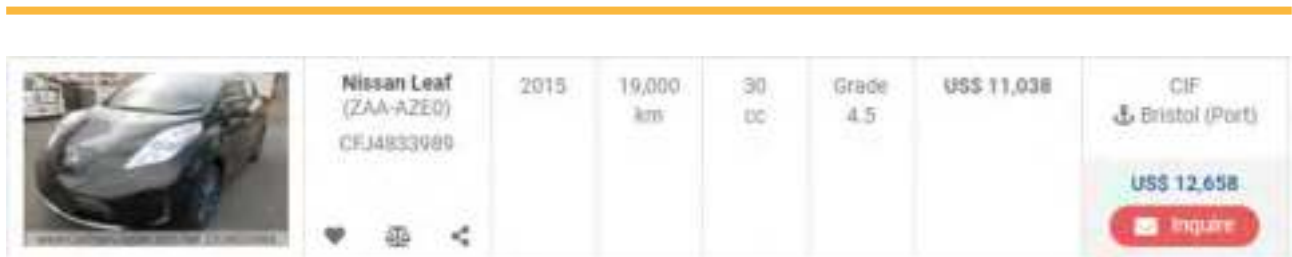 Nissan Leaf
(ZAA-AZE0)
CFJ4833989
2015
19,000
km
30
cc
Grade
4.5
US$ 11,038
CIF
Bristol (Port)
US$ 12,658
Inquire